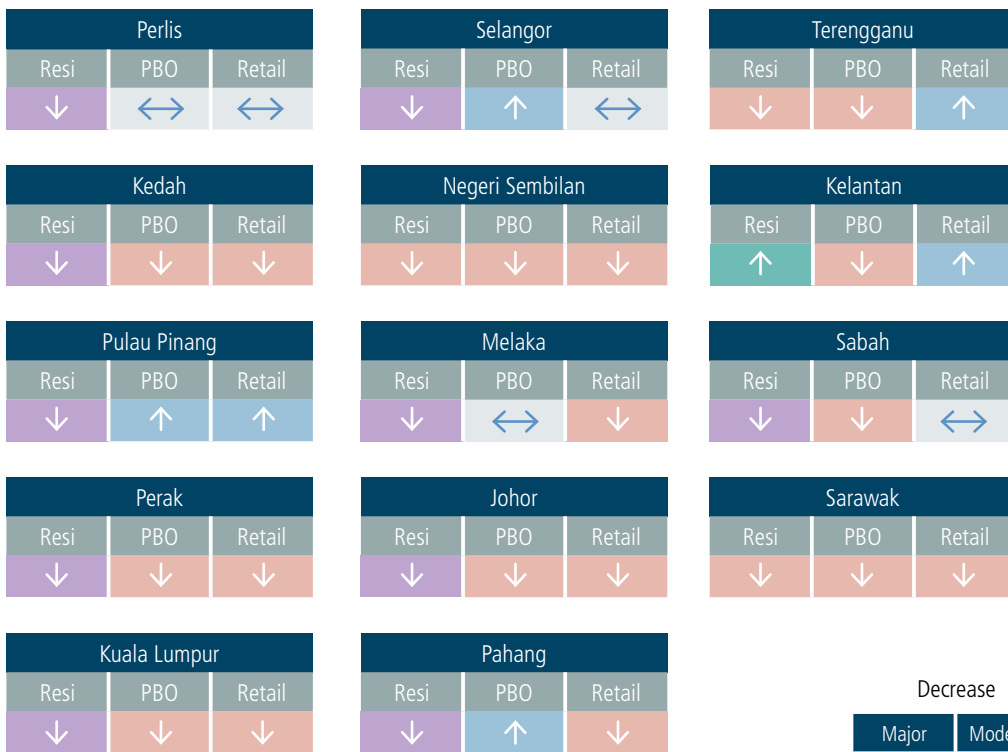 Perlis
Resi PBO Retail
↓ ↔ ↔
Selangor
Resi PBO Retail
↓ ↑ ↔
Terengganu
Resi PBO Retail
↓ ↓ ↑
Kedah
Resi PBO Retail
↓ ↓ ↓
Negeri Sembilan
Resi PBO Retail
↓ ↓ ↓
Kelantan
Resi PBO Retail
↑ ↓ ↑
Pulau Pinang
Resi PBO Retail
↓ ↑ ↑
Melaka
Resi PBO Retail
↓ ↔ ↓
Sabah
Resi PBO Retail
↓ ↓ ↔
Perak
Resi PBO Retail
↓ ↓ ↓
Johor
Resi PBO Retail
↓ ↓ ↓
Sarawak
Resi PBO Retail
↓ ↓ ↓
Kuala Lumpur
Resi PBO Retail
↓ ↓ ↓
Pahang
Resi PBO Retail
↓ ↑ ↓
Decrease
Major